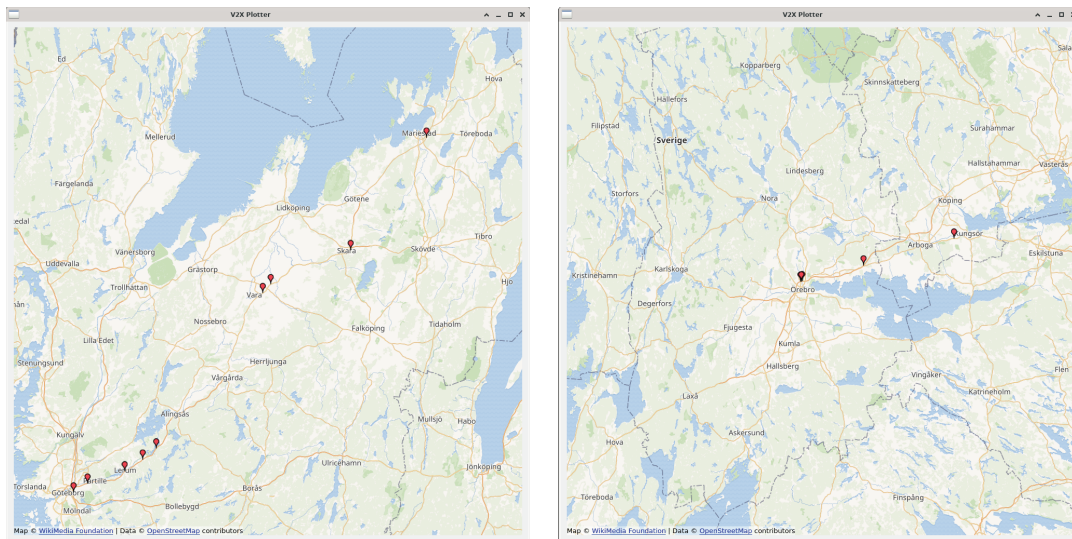 V2X Plotter
Ed
Hova
Mellerud
Mariestad
Töreboda
Färgelanda
Götene
Lidköping
Tibro
edal
Vänersborg
Skara
Skövde
Uddevalla
Grästorp
Hjo
Trollhättan
Vara
nån
Nossebro
Falköping
Tidaholm
Lilla Edet
Stenungsund
Herrljunga
Vårgårda
Alingsås
Mullsjö
Habo
Kungälv
Ulricehamn
Jönköping
Lerum
Partille
Torslanda
Göteborg
Borås
Mölndal
Bollebygd
Map © WikiMedia Foundation | Data © OpenStreetMap contributors
V2X Plotter
Sala
Kopparberg
Skinnskatteberg
Hällefors
Filipstad
Surahammar
Sverige
Hallstahammar
Västerås
Lindesberg
Storfors
Nora
Köping
Kungsör
Arboga
Eskilstuna
Kristinehamn
Karlskoga
Örebro
Degerfors
Fjugesta
Kumla
Hallsberg
Flen
Vingåker
Katrineholm
Laxå
Askersund
Hova
Töreboda
Finspång
Map © WikiMedia Foundation | Data © OpenStreetMap contributors